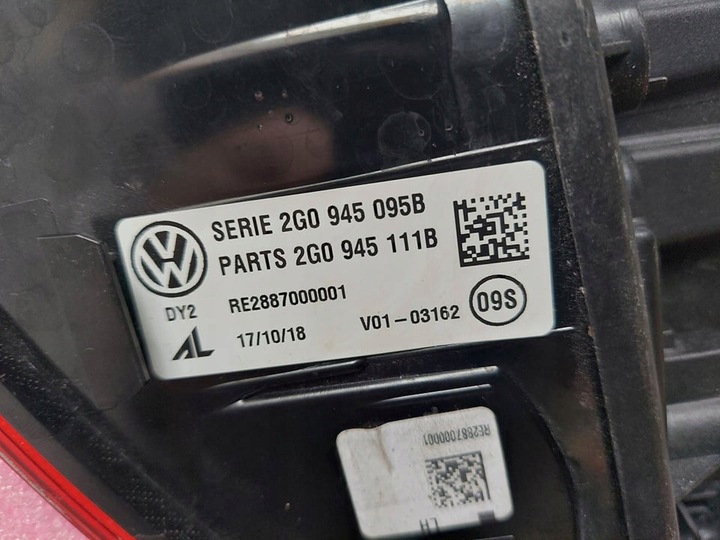 SERIE 2G0 945 095B
PARTS 2G0 945 111B
DY2
RE2887000001
AL
17/10/18
V01-03162
09S
RE2887000001
LH